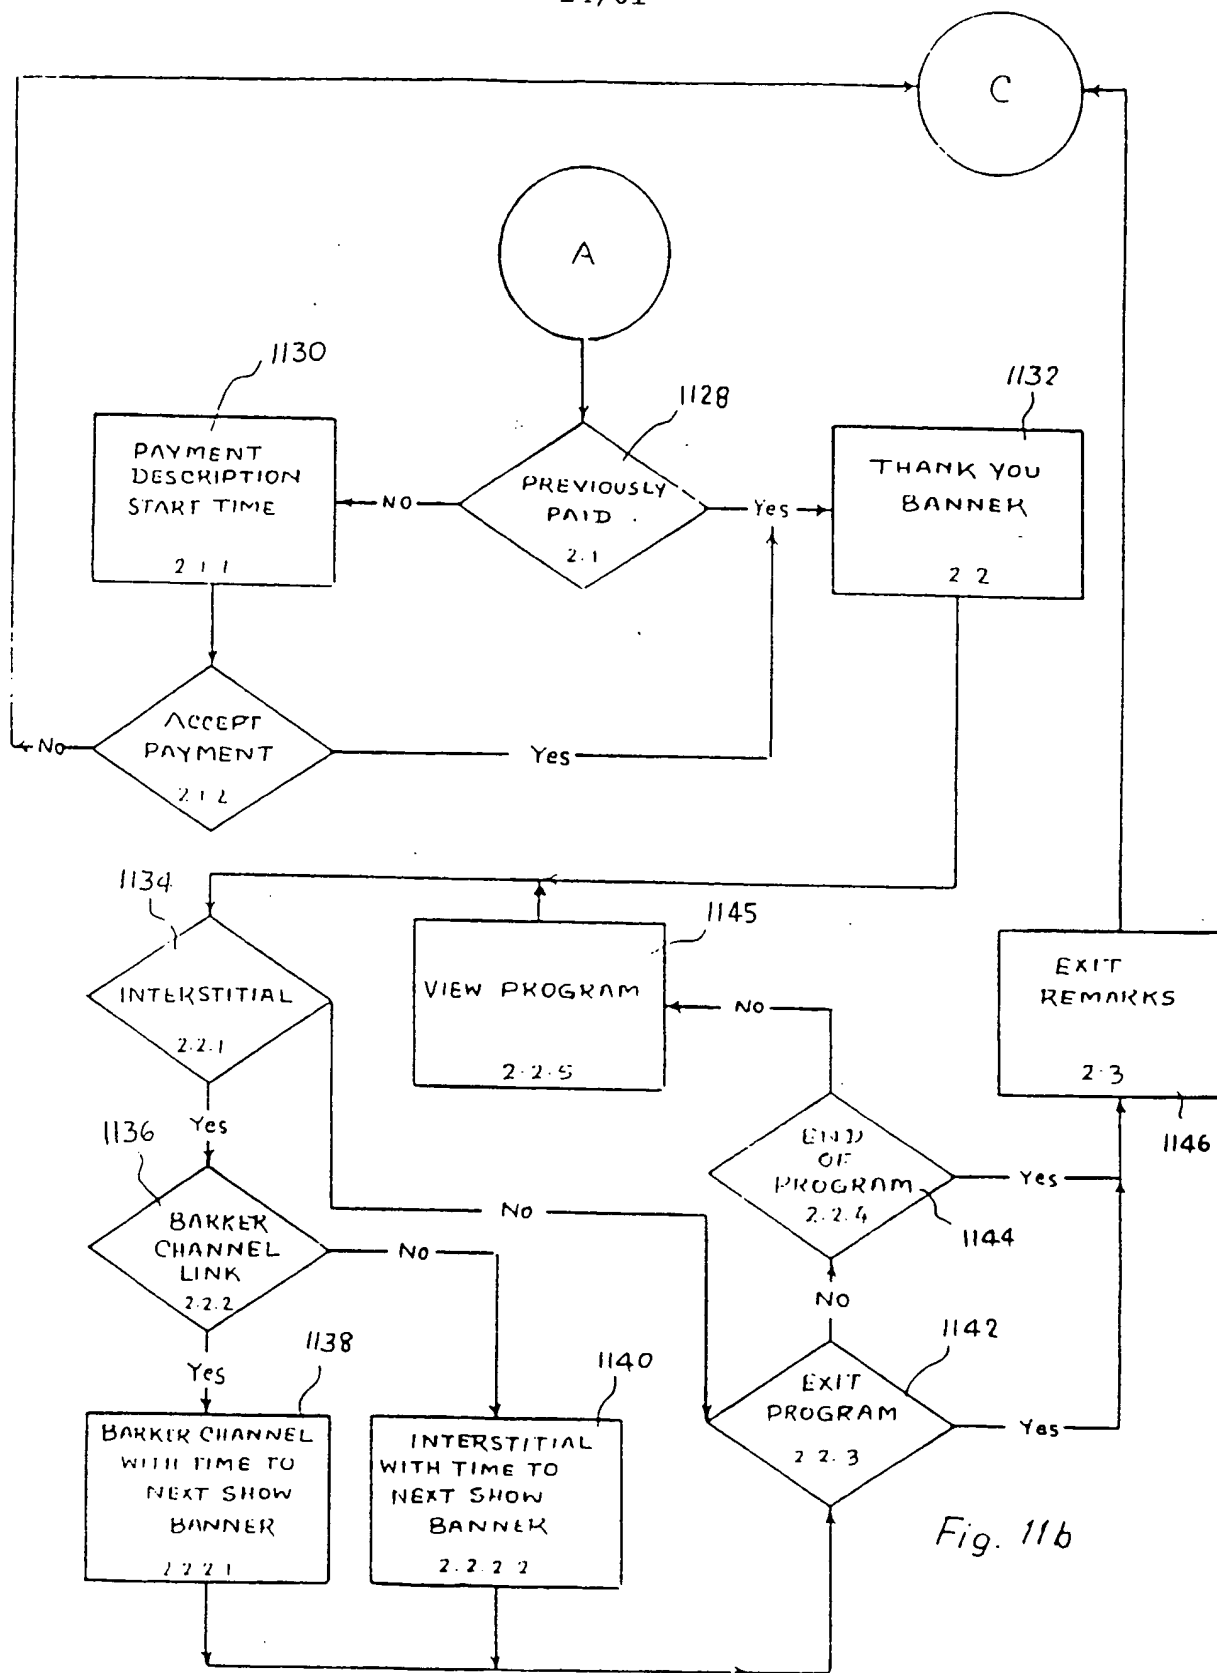 C
A
1130
1128
1132
PAYMENT
DESCRIPTION
START TIME
2 1 1
NO
PREVIOUSLY
PAID
2.1
Yes
THANK YOU
BANNER
2 2
ACCEPT
PAYMENT
2 1 2
No
Yes
1134
INTERSTITIAL
2.2.1
1145
VIEW PROGRAM
2.2.5
No
EXIT
REMARKS
2.3
1146
Yes
1136
BARKER
CHANNEL
LINK
2.2.2
No
No
END
OF
PROGRAM
2.2.4
Yes
1144
No
Yes
1138
BARKER CHANNEL
WITH TIME TO
NEXT SHOW
BANNER
2 2 2 1
1140
INTERSTITIAL
WITH TIME TO
NEXT SHOW
BANNER
2.2.2 2
1142
EXIT
PROGRAM
2 2.3
Yes
Fig. 11b